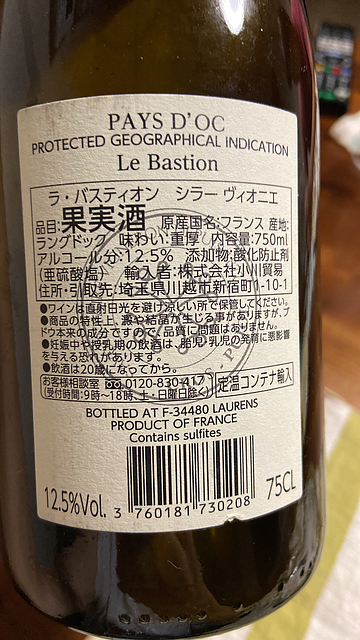 PAYS D'OC
PROTECTED GEOGRAPHICAL INDICATION
Le Bastion
ラ・バスティオン シラー ヴィオニエ
品目:果実酒 原産国名:フランス 産地:
ラングドック 味わい:重厚 内容量:750ml
アルコール分:12.5% 添加物:酸化防止剤
(亜硫酸塩) 輸入者:株式会社小川貿易
住所・引取先:埼玉県川越市新宿町1-10-1
●ワインは直射日光を避け涼しい所で保管してください。
●商品の特性上、澱や結晶が生じる事がありますが、ブ
ドウ本来の成分ですので、品質に問題はありません。
●妊娠中や授乳期の飲酒は、胎児・乳児の発育に悪影響
を与える恐れがあります。
●飲酒は20歳になってから。
お客様相談室 0120-830-417
(受付時間:9時〜18時、土・日曜日除く) 定温コンテナ輸入
BOTTLED AT F-34480 LAURENS
PRODUCT OF FRANCE
Contains sulfites
12.5%Vol. 75CL
3 760181 730208